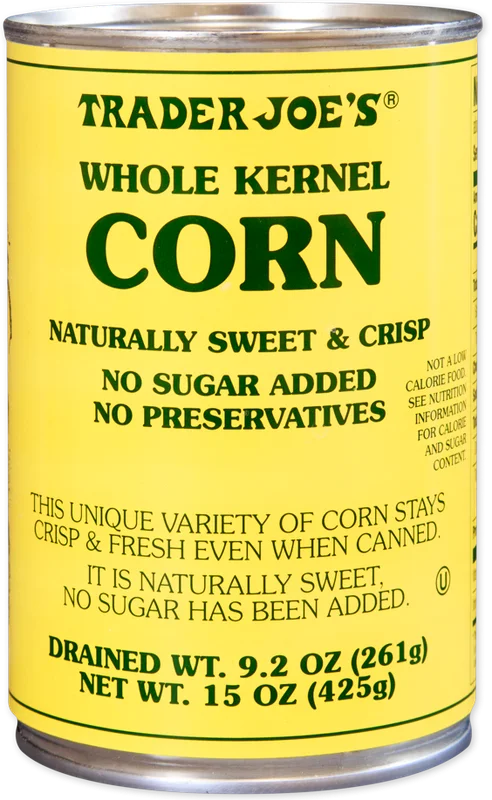 TRADER JOE'S®
WHOLE KERNEL
CORN
NATURALLY SWEET & CRISP
NO SUGAR ADDED
NO PRESERVATIVES
NOT A LOW
CALORIE FOOD.
SEE NUTRITION
INFORMATION
FOR CALORIE
AND SUGAR
CONTENT.
THIS UNIQUE VARIETY OF CORN STAYS
CRISP & FRESH EVEN WHEN CANNED.
IT IS NATURALLY SWEET,
NO SUGAR HAS BEEN ADDED.
U
DRAINED WT. 9.2 OZ (261g)
NET WT. 15 OZ (425g)